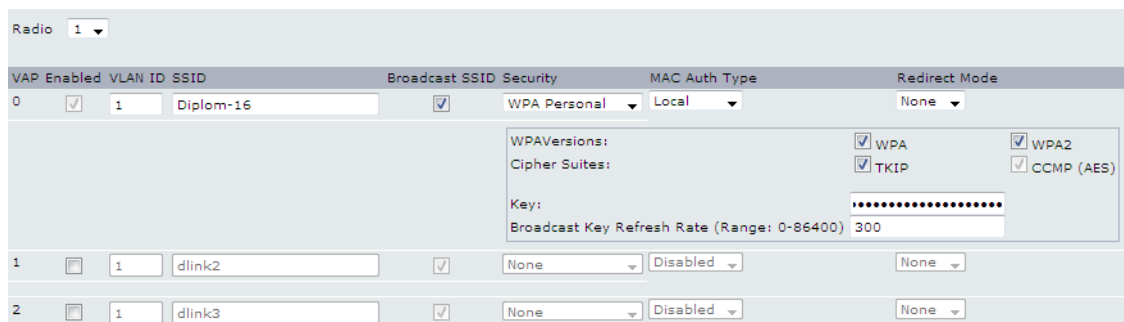 Radio 1
VAP Enabled VLAN ID SSID Broadcast SSID Security MAC Auth Type Redirect Mode
0 1 Diplom-16 WPA Personal Local None
WPAVersions: WPA WPA2
Cipher Suites: TKIP CCMP (AES)
Key: ••••••••••••••••••••
Broadcast Key Refresh Rate (Range: 0-86400) 300
1 1 dlink2 None Disabled None
2 1 dlink3 None Disabled None